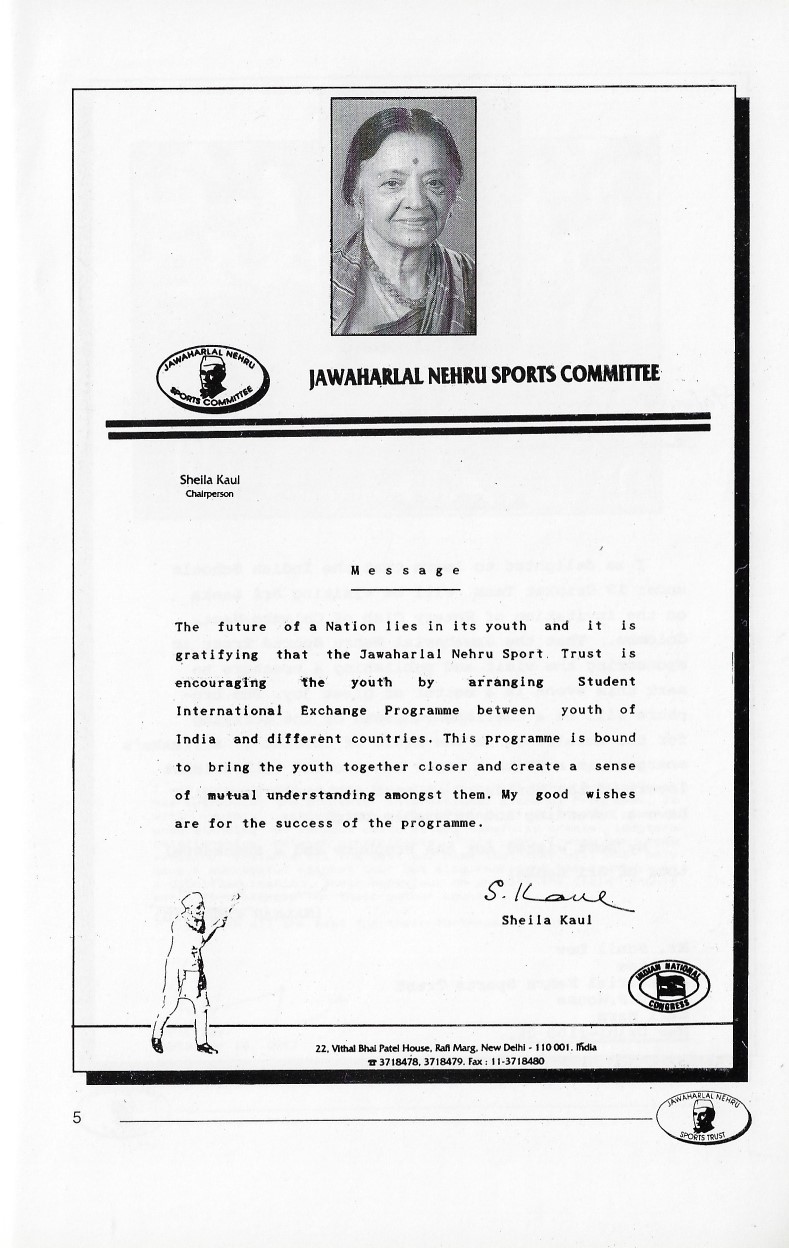 JAWAHARLAL NEHRU
SPORTS COMMITTEE
JAWAHARLAL NEHRU SPORTS COMMITTEE
Sheila Kaul
Chairperson
Message
The future of a Nation lies in its youth and it is
gratifying that the Jawaharlal Nehru Sport Trust is
encouraging the youth by arranging Student
International Exchange Programme between youth of
India and different countries. This programme is bound
to bring the youth together closer and create a sense
of mutual understanding amongst them. My good wishes
are for the success of the programme.
S. Kaul
Sheila Kaul
INDIAN NATIONAL
CONGRESS
22, Vithal Bhai Patel House, Rafi Marg, New Delhi - 110 001. India
☎ 3718478, 3718479. Fax : 11-3718480
5
JAWAHARLAL NEHRU
SPORTS TRUST